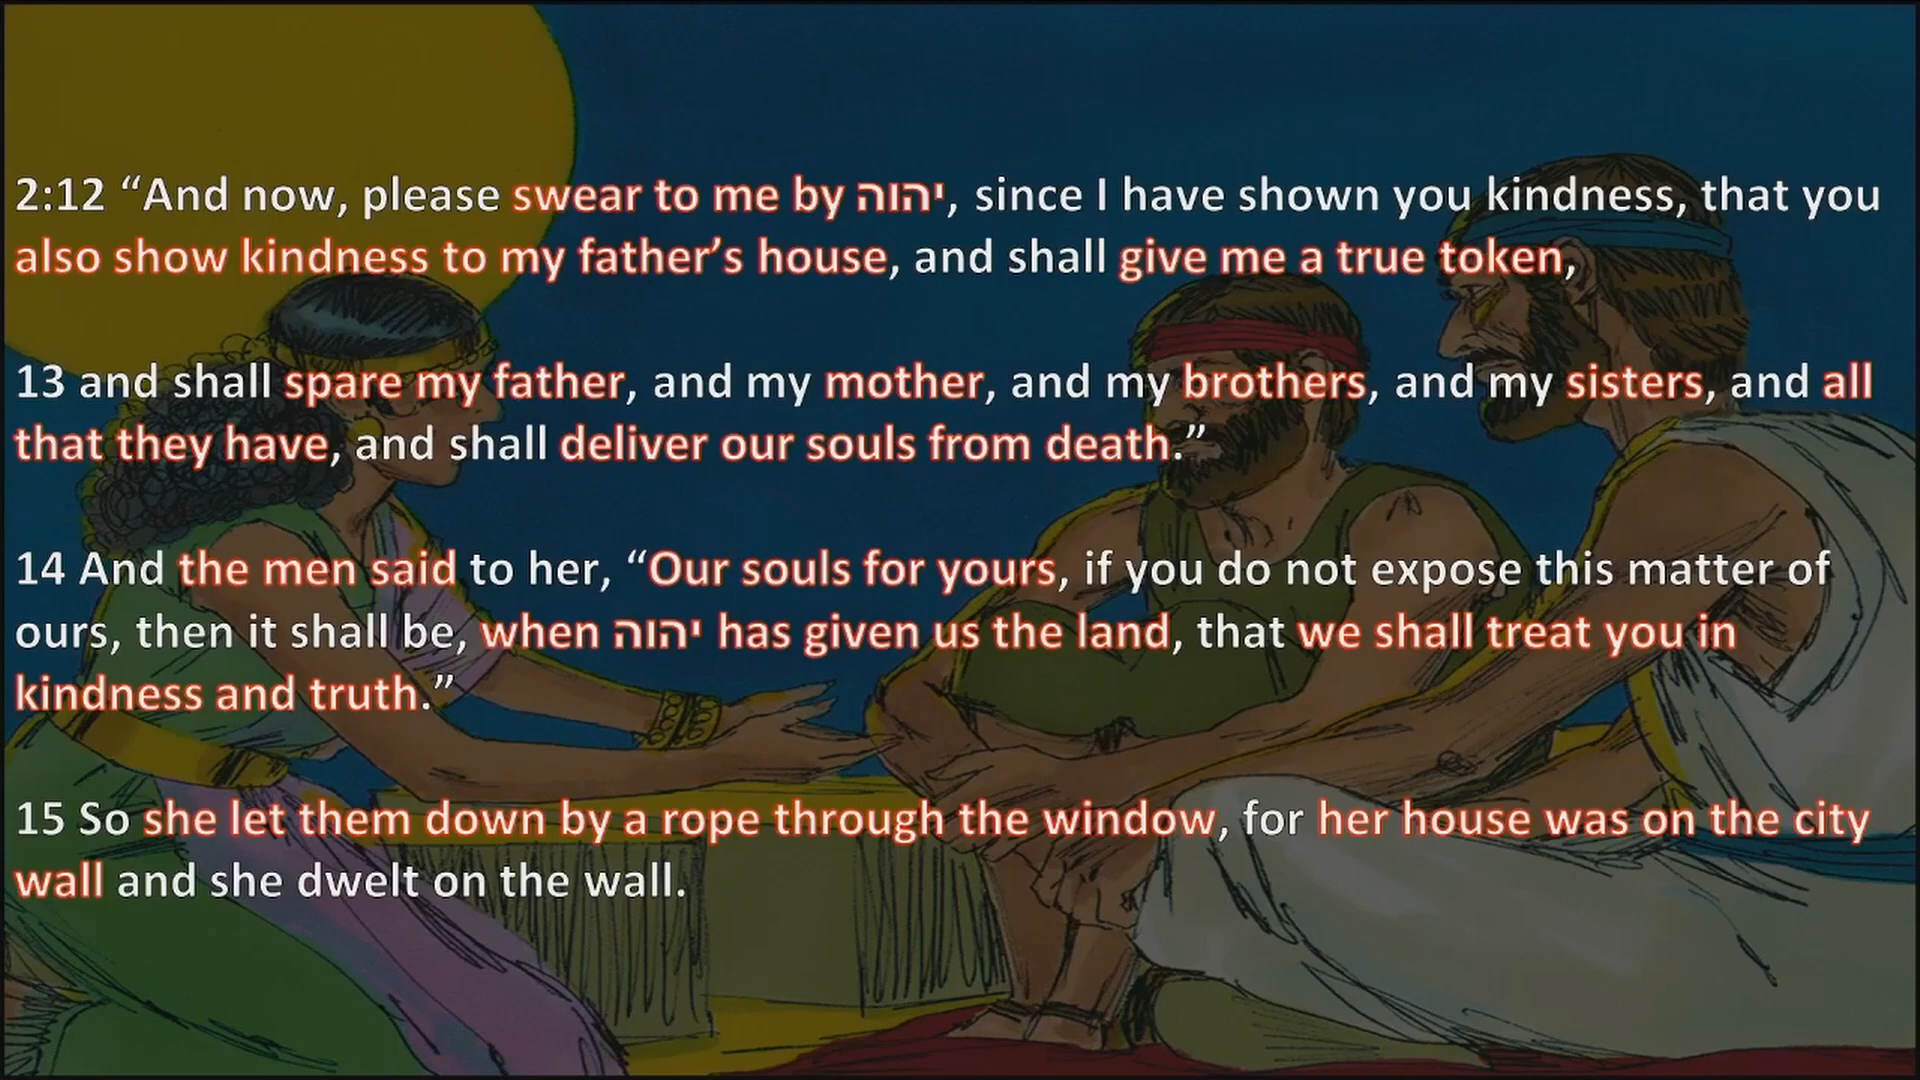 2:12 “And now, please swear to me by יהוה, since I have shown you kindness, that you
also show kindness to my father’s house, and shall give me a true token,
13 and shall spare my father, and my mother, and my brothers, and my sisters, and all
that they have, and shall deliver our souls from death.”
14 And the men said to her, “Our souls for yours, if you do not expose this matter of
ours, then it shall be, when יהוה has given us the land, that we shall treat you in
kindness and truth.”
15 So she let them down by a rope through the window, for her house was on the city
wall and she dwelt on the wall.